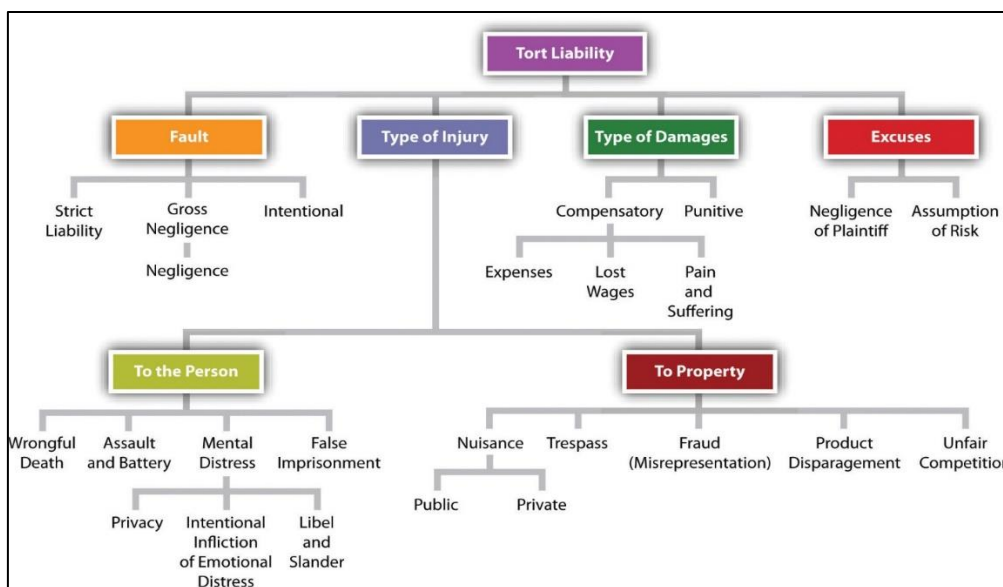 Tort Liability
Fault
Type of Injury
Type of Damages
Excuses
Strict
Liability
Gross
Negligence
Intentional
Negligence
Compensatory
Punitive
Expenses
Lost
Wages
Pain
and
Suffering
Negligence
of Plaintiff
Assumption
of Risk
To the Person
To Property
Wrongful
Death
Assault
and Battery
Mental
Distress
False
Imprisonment
Privacy
Intentional
Infliction
of Emotional
Distress
Libel
and
Slander
Nuisance
Trespass
Fraud
(Misrepresentation)
Product
Disparagement
Unfair
Competition
Public
Private